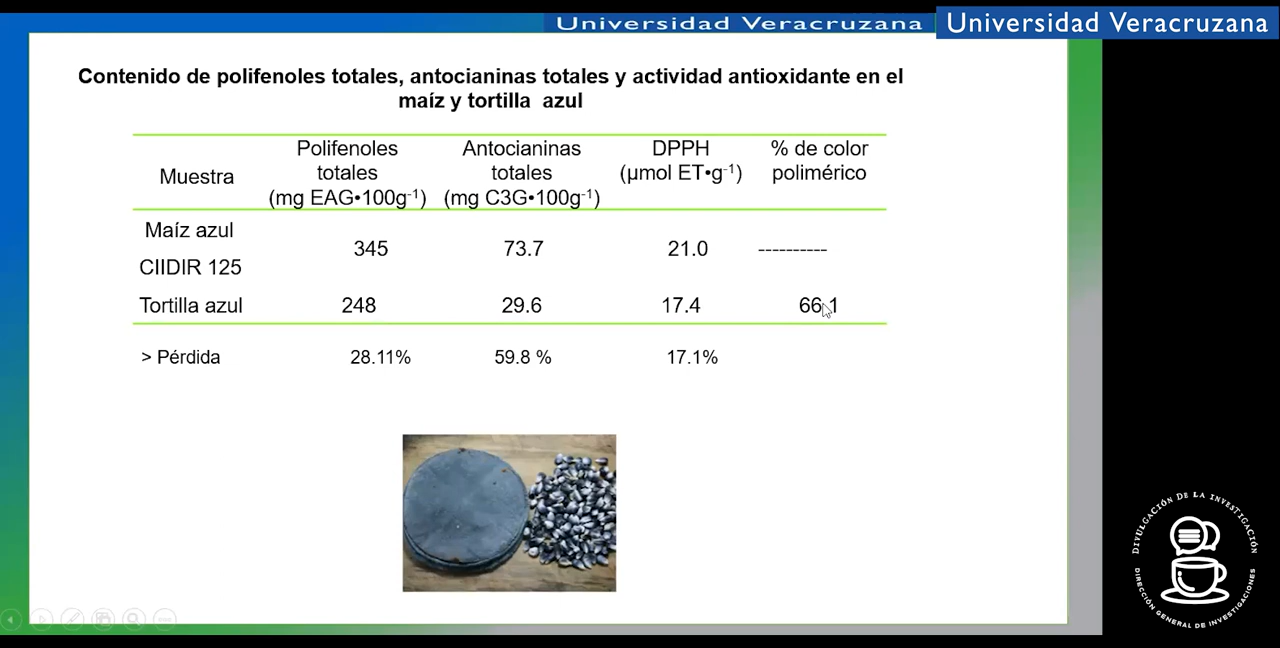 Universidad Veracruzana
Universidad Veracruzana
Contenido de polifenoles totales, antocianinas totales y actividad antioxidante en el
maíz y tortilla azul
Muestra
Polifenoles
totales
(mg EAG•100g⁻¹)
Antocianinas
totales
(mg C3G•100g⁻¹)
DPPH
(µmol ET•g⁻¹)
% de color
polimérico
Maíz azul
CIIDIR 125
345 73.7 21.0 ----------
Tortilla azul 248 29.6 17.4 66.1
> Pérdida 28.11% 59.8 % 17.1%
DIVULGACIÓN DE LA INVESTIGACIÓN
DIRECCIÓN GENERAL DE INVESTIGACIONES